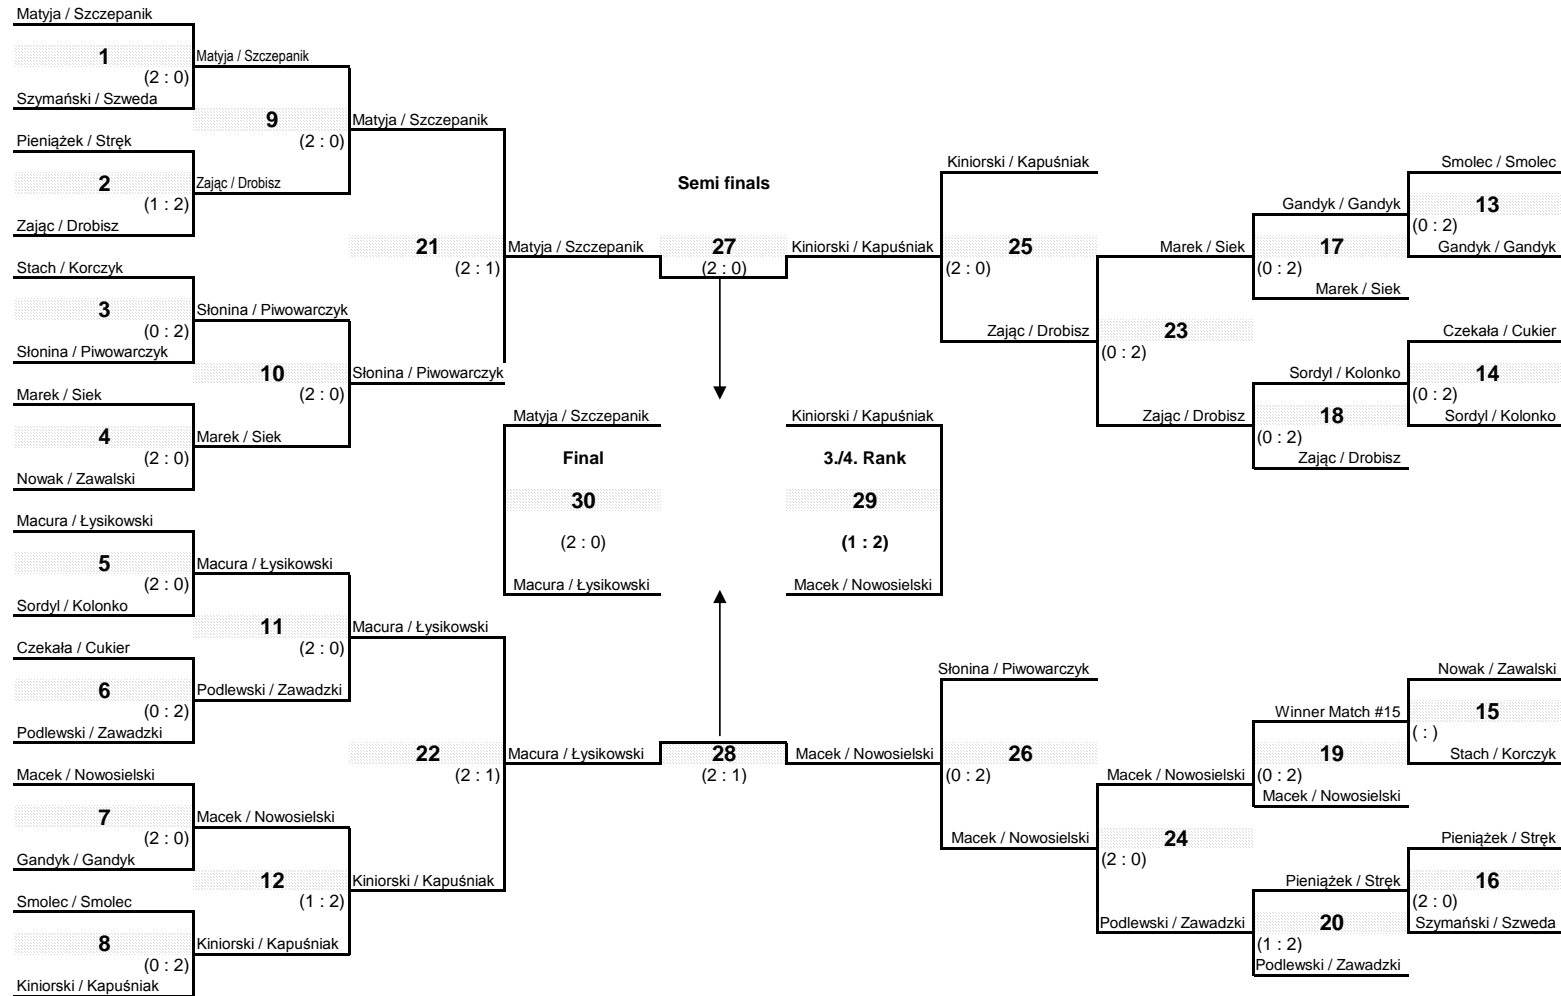 Matyja / Szczepanik
1
(2 : 0)
Szymański / Szweda
Pieniążek / Stręk
2
(1 : 2)
Zając / Drobisz
Stach / Korczyk
3
(0 : 2)
Słonina / Piwowarczyk
Marek / Siek
4
(2 : 0)
Nowak / Zawalski
Macura / Łysikowski
5
(2 : 0)
Sordyl / Kolonko
Czekała / Cukier
6
(0 : 2)
Podlewski / Zawadzki
Macek / Nowosielski
7
(2 : 0)
Gandyk / Gandyk
Smolec / Smolec
8
(0 : 2)
Kiniorski / Kapuśniak
Matyja / Szczepanik
9
(2 : 0)
Zając / Drobisz
Słonina / Piwowarczyk
10
(2 : 0)
Marek / Siek
Macura / Łysikowski
11
(2 : 0)
Podlewski / Zawadzki
Macek / Nowosielski
12
(1 : 2)
Kiniorski / Kapuśniak
Matyja / Szczepanik
21
(2 : 1)
Słonina / Piwowarczyk
Macura / Łysikowski
22
(2 : 1)
Kiniorski / Kapuśniak
Semi finals
Matyja / Szczepanik
27
(2 : 0)
Kiniorski / Kapuśniak
Matyja / Szczepanik
Final
30
(2 : 0)
Macura / Łysikowski
Kiniorski / Kapuśniak
3./4. Rank
29
(1 : 2)
Macek / Nowosielski
Macura / Łysikowski
28
(2 : 1)
Macek / Nowosielski
Kiniorski / Kapuśniak
25
(2 : 0)
Zając / Drobisz
Słonina / Piwowarczyk
26
(0 : 2)
Macek / Nowosielski
Marek / Siek
23
(0 : 2)
Zając / Drobisz
Macek / Nowosielski
24
(2 : 0)
Podlewski / Zawadzki
Gandyk / Gandyk
17
(0 : 2)
Marek / Siek
Sordyl / Kolonko
18
(0 : 2)
Zając / Drobisz
Winner Match #15
19
(0 : 2)
Macek / Nowosielski
Pieniążek / Stręk
20
(1 : 2)
Podlewski / Zawadzki
Smolec / Smolec
13
(0 : 2)
Gandyk / Gandyk
Czekała / Cukier
14
(0 : 2)
Sordyl / Kolonko
Nowak / Zawalski
15
( : )
Stach / Korczyk
Pieniążek / Stręk
16
(2 : 0)
Szymański / Szweda